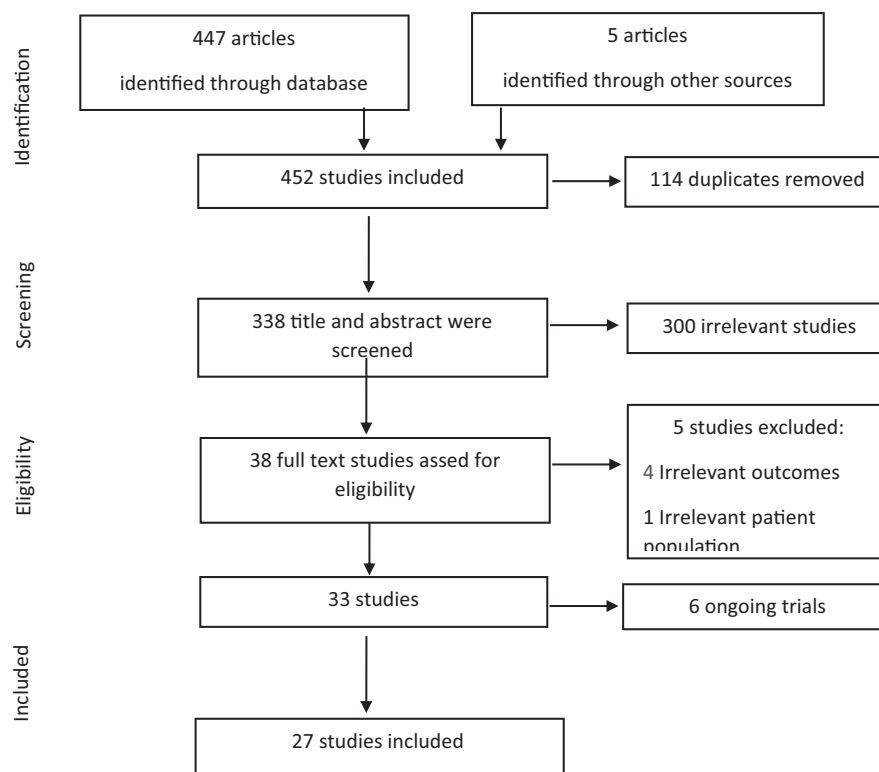 Identification
447 articles
identified through database
5 articles
identified through other sources
452 studies included
114 duplicates removed
Screening
338 title and abstract were
screened
300 irrelevant studies
Eligibility
38 full text studies assed for
eligibility
5 studies excluded:
4 Irrelevant outcomes
1 Irrelevant patient
population
Included
33 studies
6 ongoing trials
27 studies included